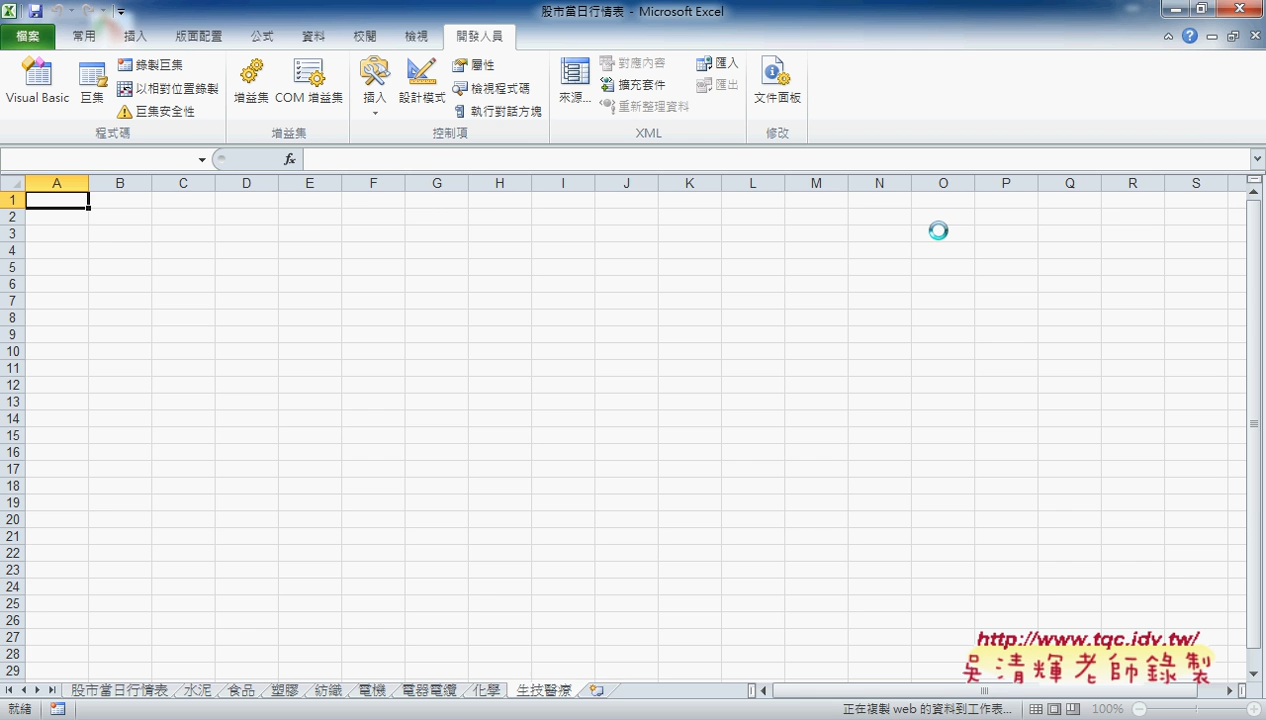 股市當日行情表 - Microsoft Excel
檔案 常用 插入 版面配置 公式 資料 校閱 檢視 開發人員
Visual Basic 巨集 錄製巨集 以相對位置錄製 巨集安全性 程式碼
增益集 COM 增益集 增益集
插入 設計模式 屬性 檢視程式碼 執行對話方塊 控制項
來源... 對應內容 擴充套件 重新整理資料 匯入 匯出 XML
文件面板 修改
fx
A B C D E F G H I J K L M N O P Q R S
1
2
3
4
5
6
7
8
9
10
11
12
13
14
15
16
17
18
19
20
21
22
23
24
25
26
27
28
29
http://www.tqc.idv.tw/
吳清輝老師錄製
股市當日行情表 水泥 食品 塑膠 紡織 電機 電器電纜 化學 生技醫療
就緒 正在複製 web 的資料到工作表... 100%